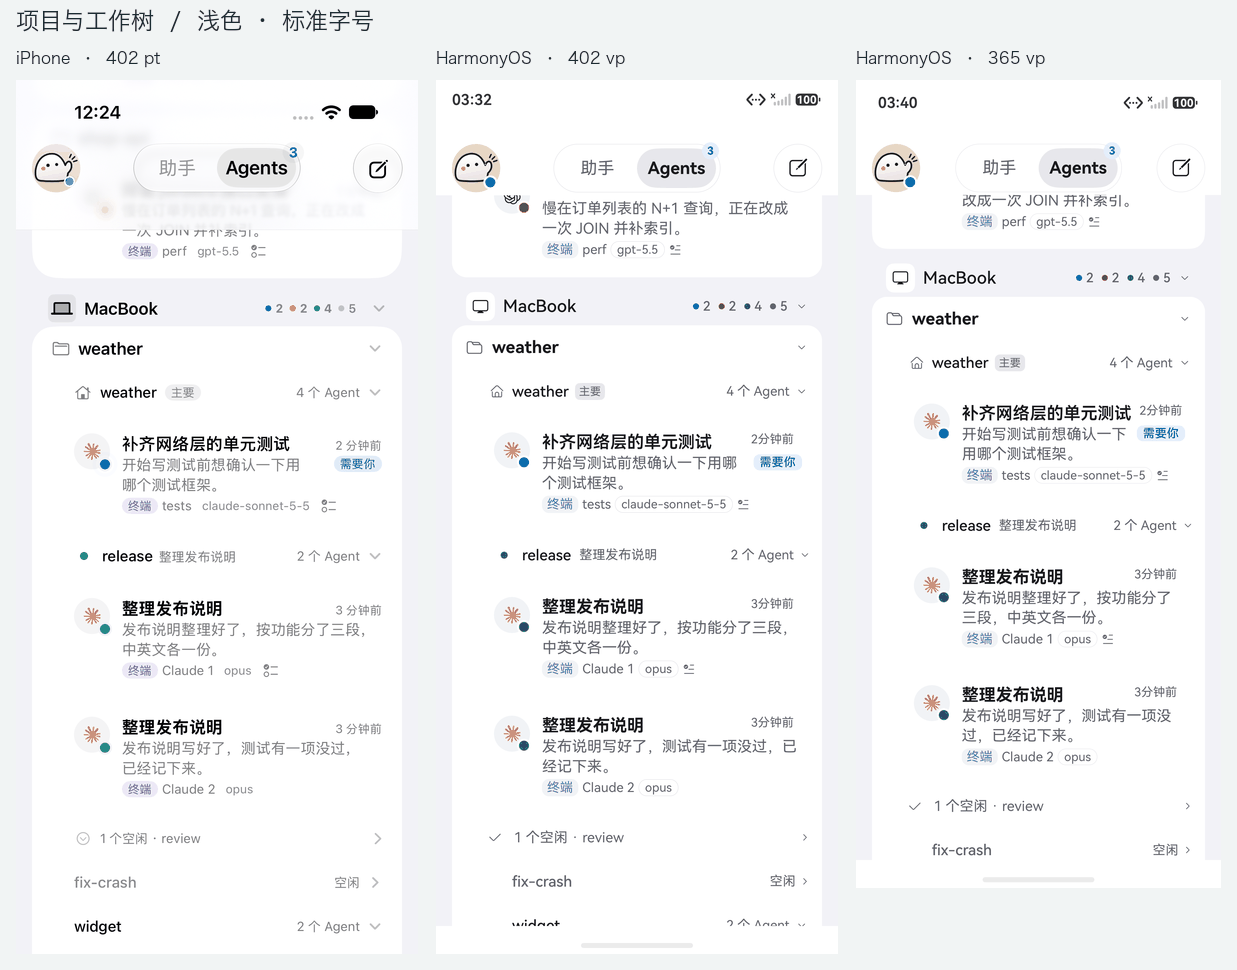 项目与工作树 / 浅色 · 标准字号
iPhone · 402 pt
12:24
助手
Agents
3
一次 JOIN 并补索引。
终端 perf gpt-5.5
MacBook
2 2 4 5
weather
weather 主要
4 个 Agent
补齐网络层的单元测试
2 分钟前
开始写测试前想确认一下用
需要你
哪个测试框架。
终端 tests claude-sonnet-5-5
release 整理发布说明
2 个 Agent
整理发布说明
3 分钟前
发布说明整理好了，按功能分了三段，
中英文各一份。
终端 Claude 1 opus
整理发布说明
3 分钟前
发布说明写好了，测试有一项没过，
已经记下来。
终端 Claude 2 opus
1 个空闲 · review
fix-crash
空闲
widget
2 个 Agent
HarmonyOS · 402 vp
03:32
100
助手
Agents
3
慢在订单列表的 N+1 查询，正在改成
一次 JOIN 并补索引。
终端 perf gpt-5.5
MacBook
2 2 4 5
weather
weather 主要
4 个 Agent
补齐网络层的单元测试
2分钟前
开始写测试前想确认一下用哪
需要你
个测试框架。
终端 tests claude-sonnet-5-5
release 整理发布说明
2 个 Agent
整理发布说明
3分钟前
发布说明整理好了，按功能分了三段，
中英文各一份。
终端 Claude 1 opus
整理发布说明
3分钟前
发布说明写好了，测试有一项没过，已
经记下来。
终端 Claude 2 opus
1 个空闲 · review
fix-crash
空闲
widget
2 个 Agent
HarmonyOS · 365 vp
03:40
100
助手
Agents
3
改成一次 JOIN 并补索引。
终端 perf gpt-5.5
MacBook
2 2 4 5
weather
weather 主要
4 个 Agent
补齐网络层的单元测试
2分钟前
开始写测试前想确认一下
需要你
用哪个测试框架。
终端 tests claude-sonnet-5-5
release 整理发布说明
2 个 Agent
整理发布说明
3分钟前
发布说明整理好了，按功能分了
三段，中英文各一份。
终端 Claude 1 opus
整理发布说明
3分钟前
发布说明写好了，测试有一项没
过，已经记下来。
终端 Claude 2 opus
1 个空闲 · review
fix-crash
空闲